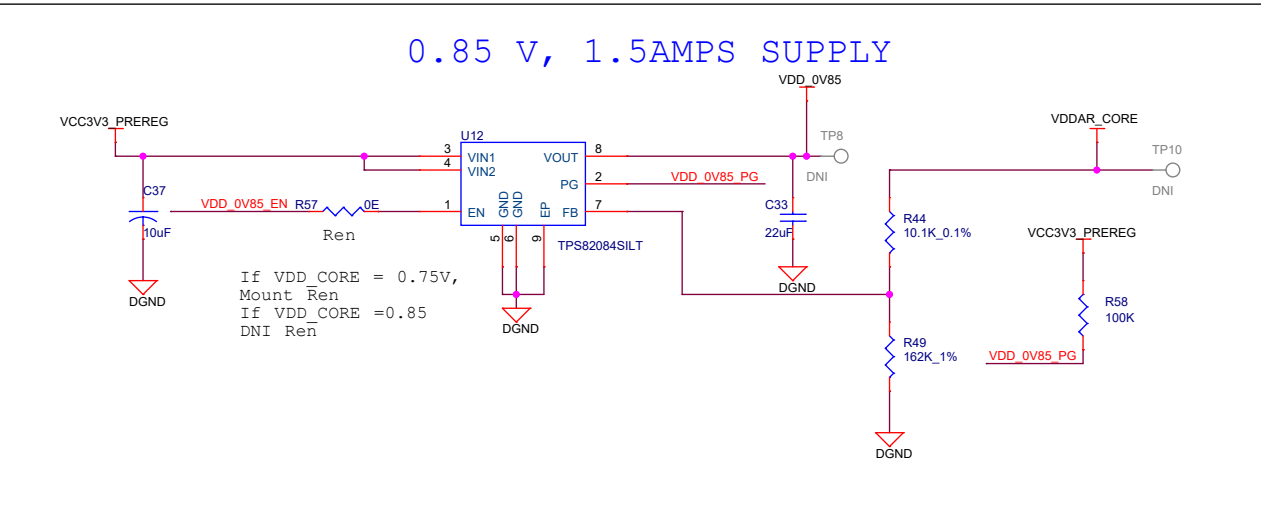 0.85 V, 1.5AMPS SUPPLY
VDD_0V85
VCC3V3_PREREG
VDDAR_CORE
U12
TP8
TP10
3 VIN1 VOUT 8
4 VIN2
DNI
DNI
PG 2 VDD_0V85_PG
C37
VDD_0V85_EN R57 0E 1 EN GND GND EP FB 7
C33
10uF
22uF
R44
10.1K_0.1%
VCC3V3_PREREG
Ren
5 6 9
TPS82084SILT
If VDD_CORE = 0.75V,
Mount Ren
If VDD_CORE =0.85
DNI Ren
DGND
DGND
DGND
R58
100K
R49
162K_1%
VDD_0V85_PG
DGND